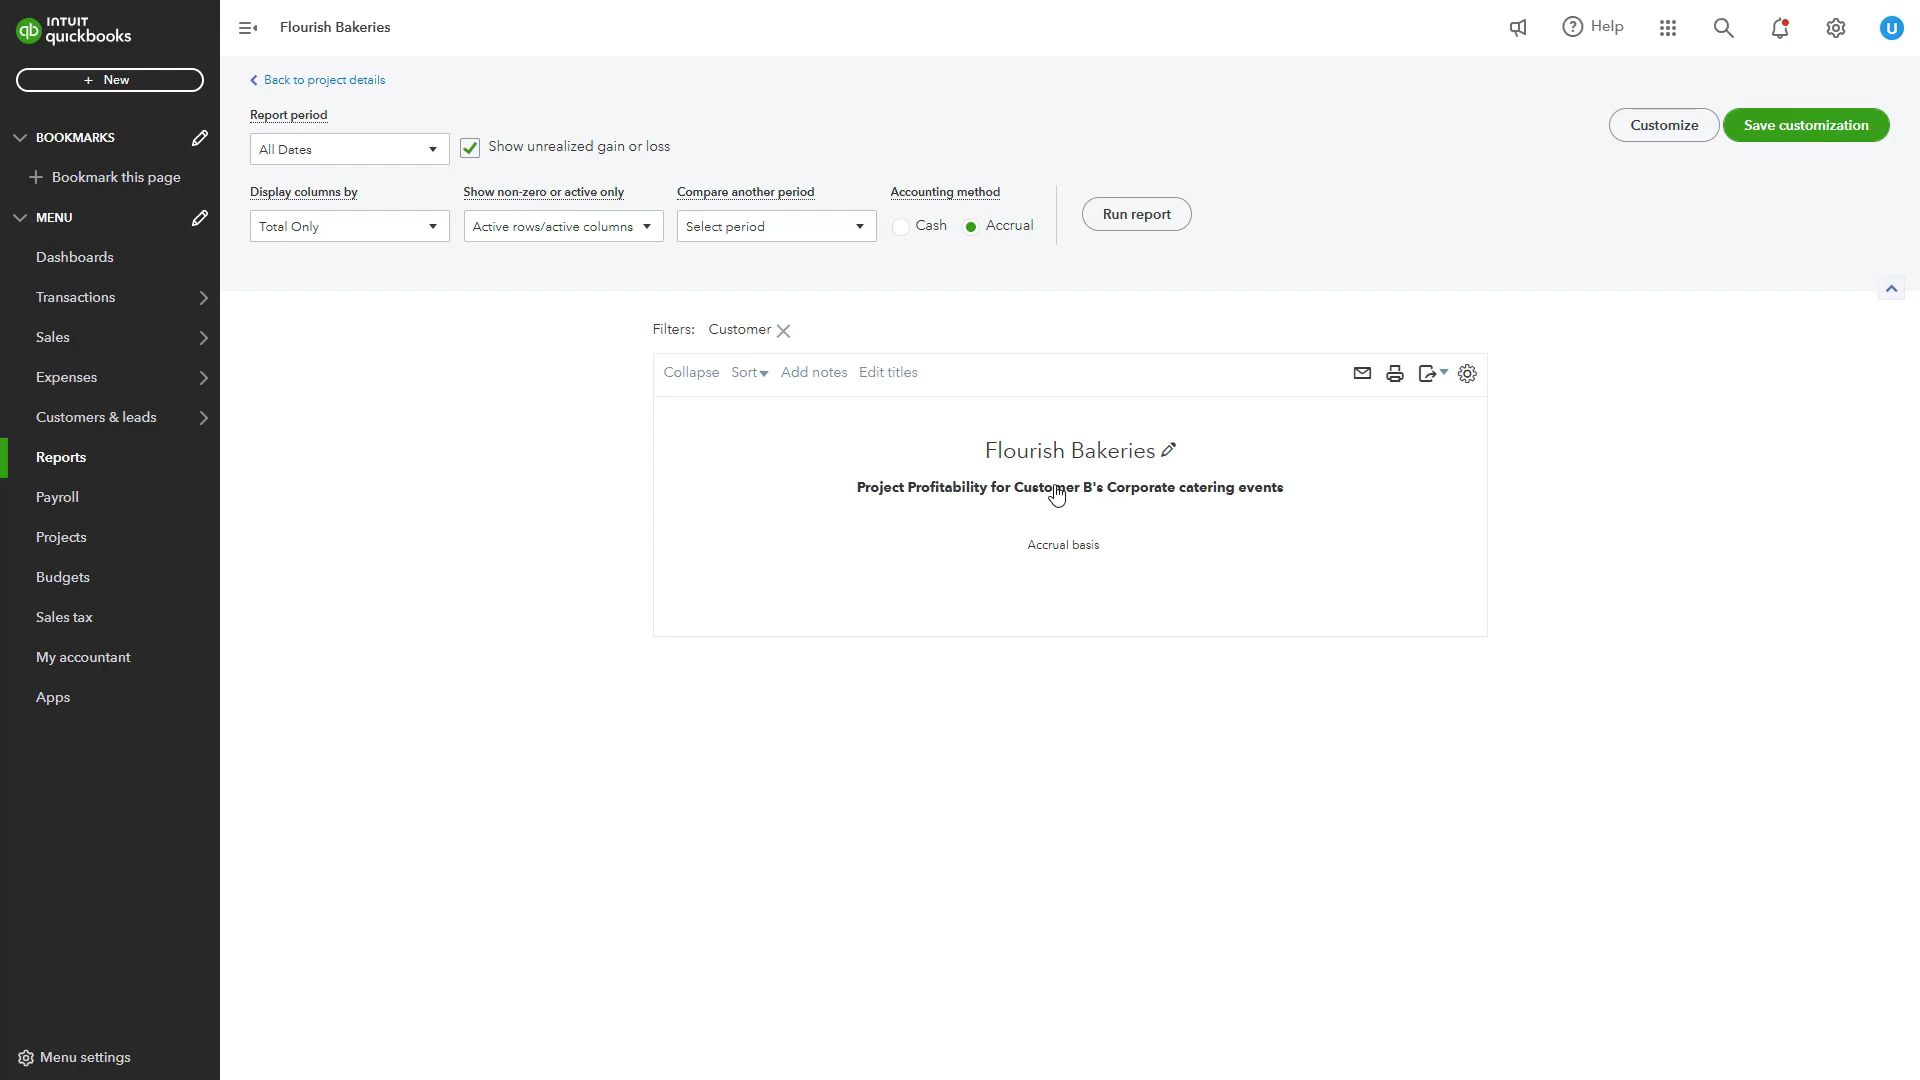 INTUIT
qb quickbooks
Flourish Bakeries
Help
U
+ New
BOOKMARKS
Bookmark this page
MENU
Dashboards
Transactions
Sales
Expenses
Customers & leads
Reports
Payroll
Projects
Budgets
Sales tax
My accountant
Apps
Menu settings
Back to project details
Report period
All Dates
Show unrealized gain or loss
Customize
Save customization
Display columns by
Show non-zero or active only
Compare another period
Accounting method
Total Only
Active rows/active columns
Select period
Cash
Accrual
Run report
Filters: Customer
Collapse Sort Add notes Edit titles
Flourish Bakeries
Project Profitability for Customer B's Corporate catering events
Accrual basis